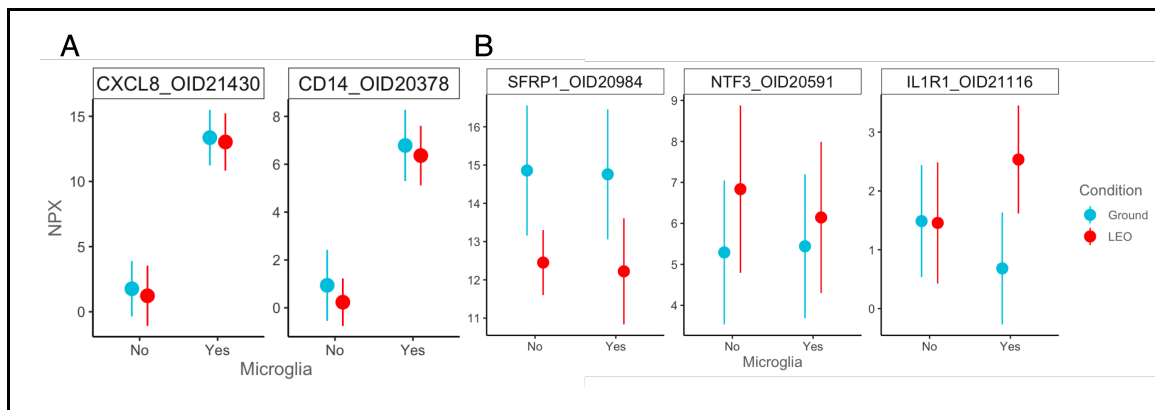 A
B
CXCL8_OID21430
CD14_OID20378
SFRP1_OID20984
NTF3_OID20591
IL1R1_OID21116
NPX
15
10
5
0
8
6
4
2
0
16
15
14
13
12
11
9
8
7
6
5
4
3
2
1
0
No
Yes
No
Yes
No
Yes
No
Yes
No
Yes
Microglia
Microglia
Condition
Ground
LEO